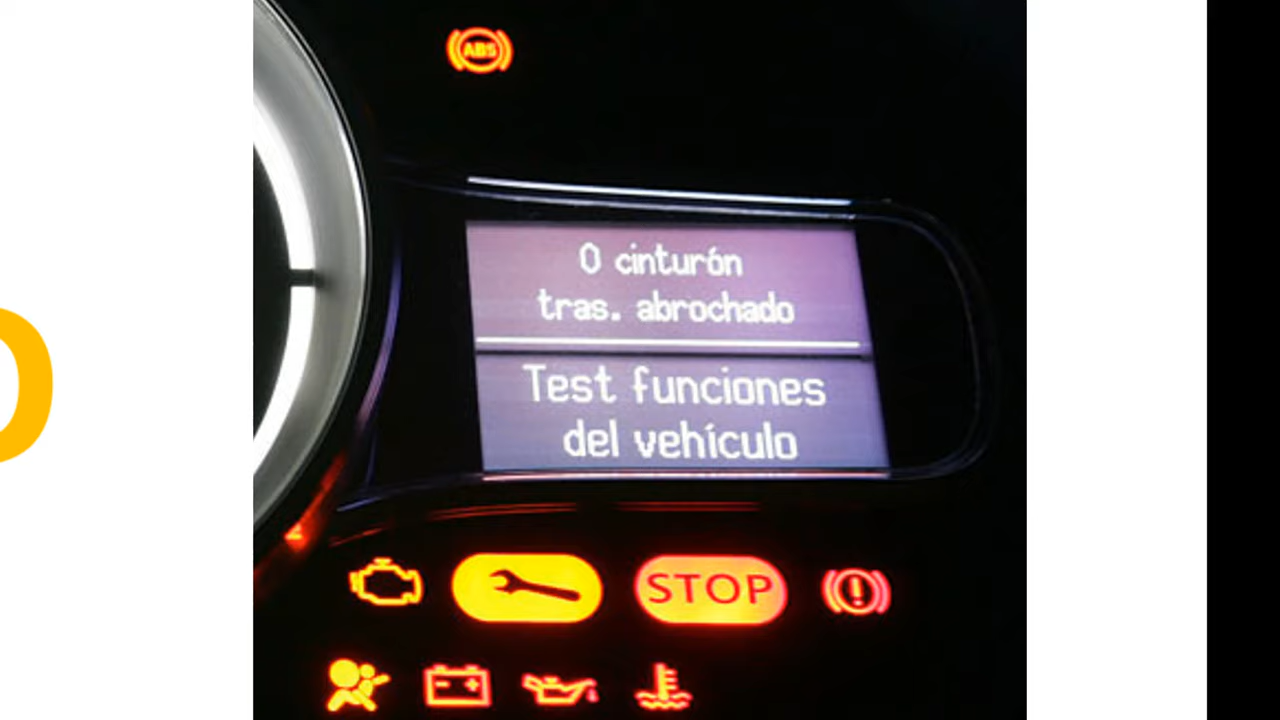 ABS
0 cinturón
tras. abrochado
Test funciones
del vehículo
STOP